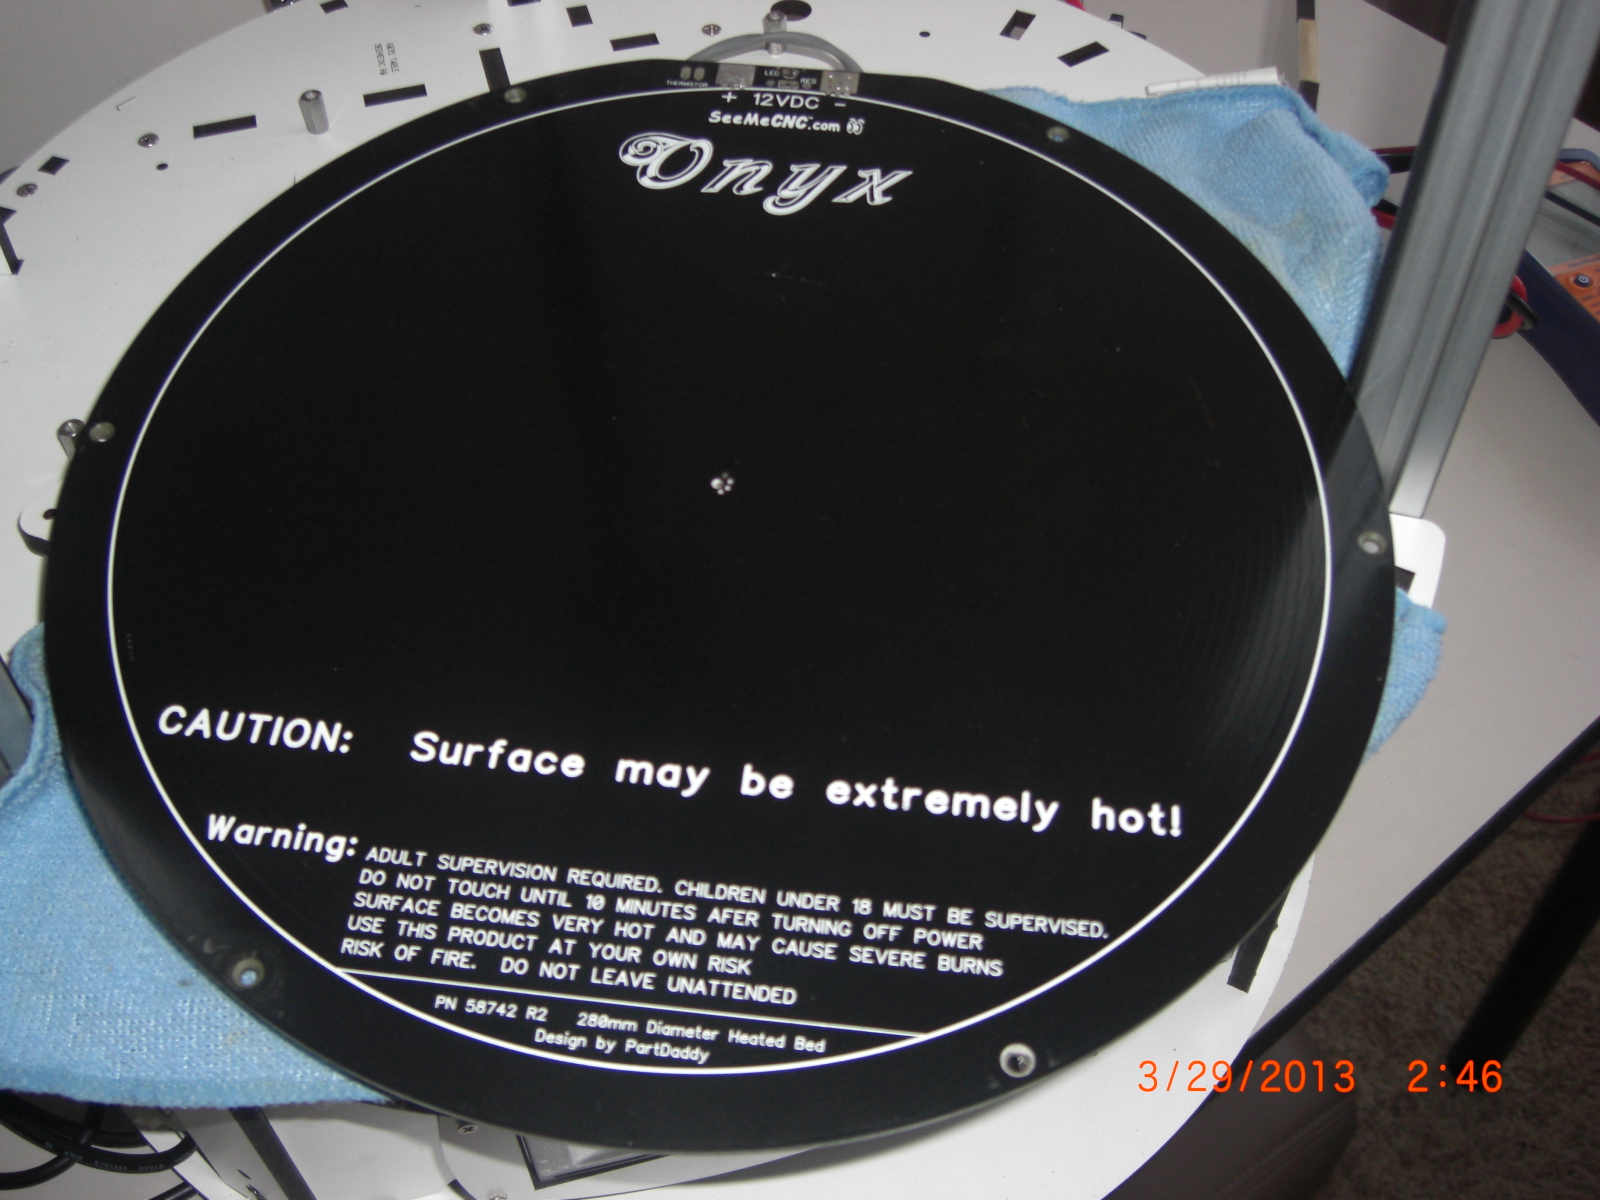 THERMISTOR
LED
RES
+ 12VDC -
SeeMeCNC.com
Onyx
CAUTION: Surface may be extremely hot!
Warning: ADULT SUPERVISION REQUIRED. CHILDREN UNDER 18 MUST BE SUPERVISED.
DO NOT TOUCH UNTIL 10 MINUTES AFER TURNING OFF POWER
SURFACE BECOMES VERY HOT AND MAY CAUSE SEVERE BURNS
USE THIS PRODUCT AT YOUR OWN RISK
RISK OF FIRE. DO NOT LEAVE UNATTENDED
PN 58742 R2 280mm Diameter Heated Bed
Design by PartDaddy
3/29/2013 2:46